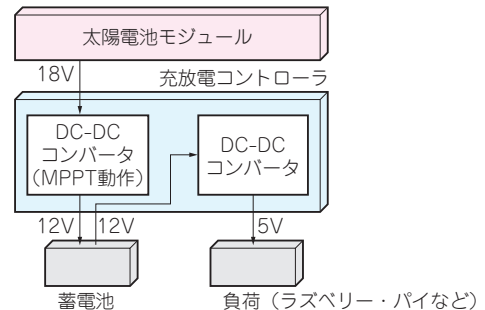 太陽電池モジュール
18V
充放電コントローラ
DC-DC
コンバータ
(MPPT動作)
DC-DC
コンバータ
12V
12V
5V
蓄電池
負荷（ラズベリー・パイなど）